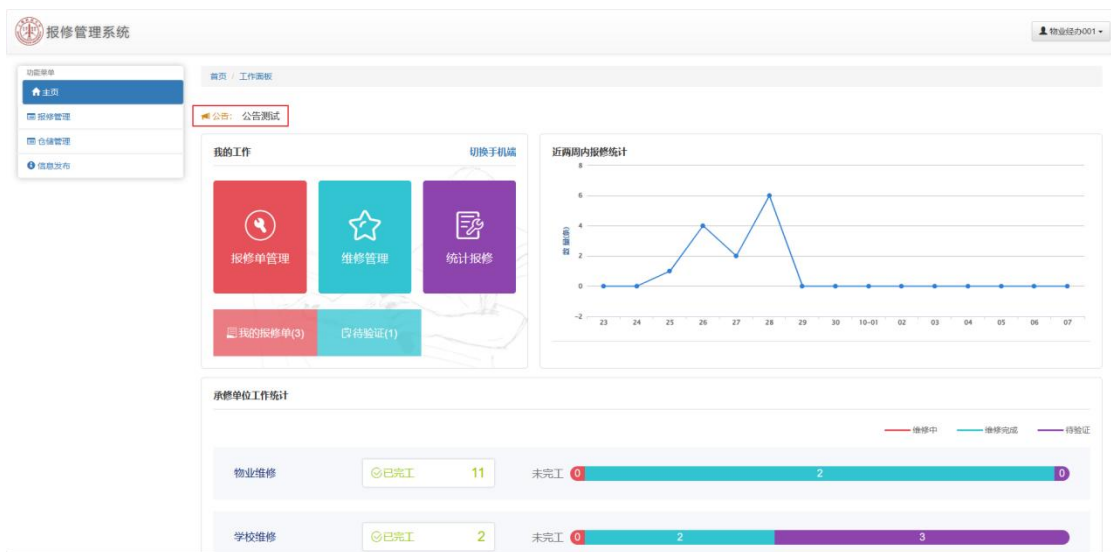 报修管理系统
物业经办001
功能菜单
主页
报修管理
仓储管理
信息发布
首页 / 工作面板
公告: 公告测试
我的工作
切换手机端
报修单管理
维修管理
统计报修
我的报修单(3)
待验证(1)
近两周内报修统计
数量(单)
8
6
4
2
0
-2
23 24 25 26 27 28 29 30 10-01 02 03 04 05 06 07
承修单位工作统计
维修中 维修完成 待验证
物业维修 已完工 11 未完工 0 2 0
学校维修 已完工 2 未完工 0 2 3